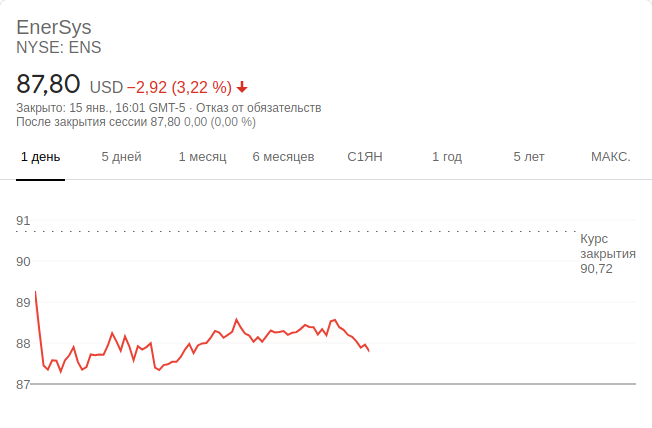 EnerSys
NYSE: ENS
87,80 USD −2,92 (3,22 %)
Закрыто: 15 янв., 16:01 GMT-5 · Отказ от обязательств
После закрытия сессии 87,80 0,00 (0,00 %)
1 день 5 дней 1 месяц 6 месяцев С1ЯН 1 год 5 лет МАКС.
91
Курс
закрытия
90,72
90
89
88
87